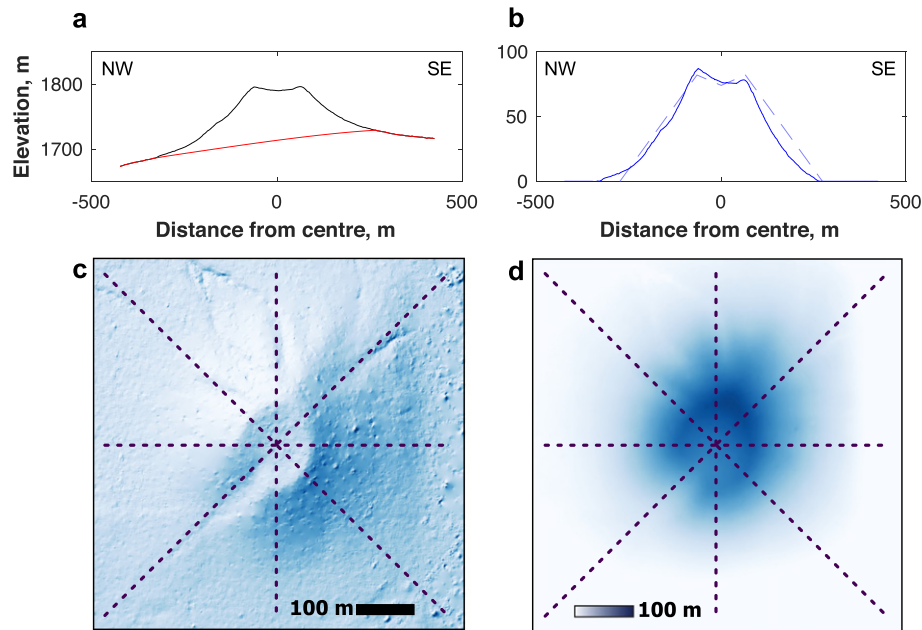 a
Elevation, m
1800
1700
NW
SE
-500
0
500
Distance from centre, m
b
100
50
0
NW
SE
-500
0
500
Distance from centre, m
c
100 m
d
100 m